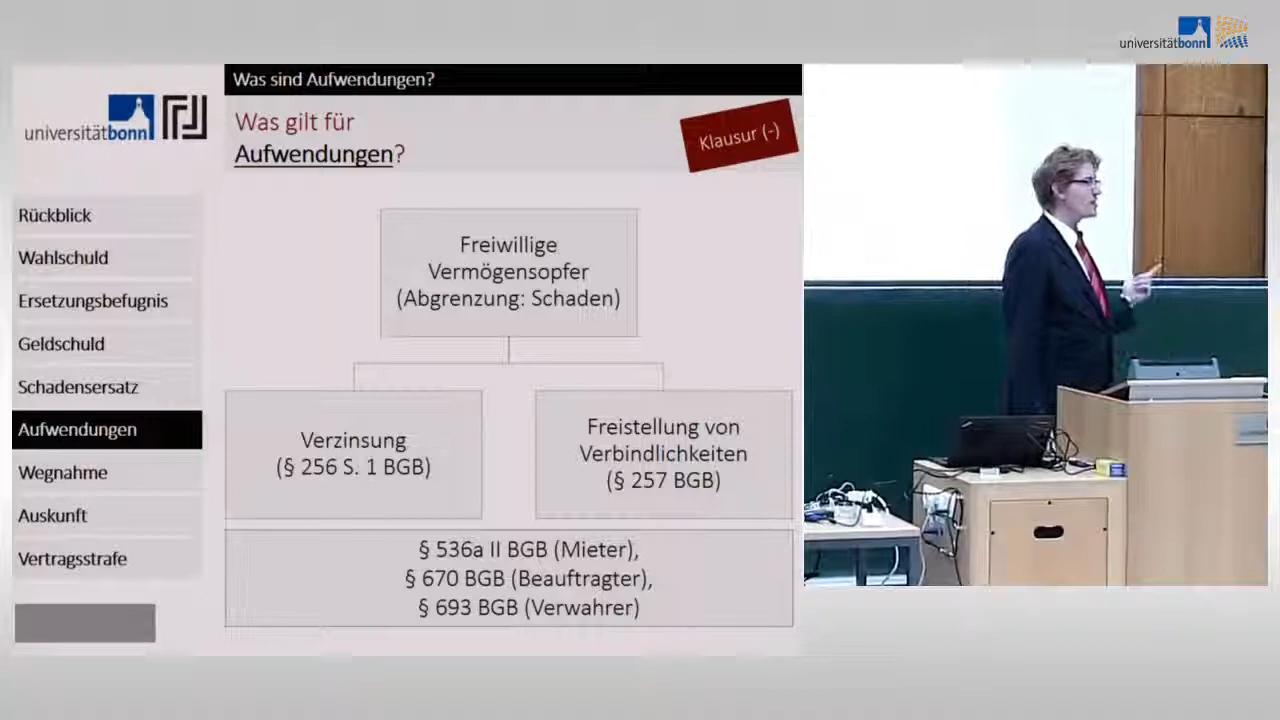 universitätbonn
Was sind Aufwendungen?
universitätbonn
Was gilt für
Aufwendungen?
Klausur (-)
Rückblick
Wahlschuld
Ersetzungsbefugnis
Geldschuld
Schadensersatz
Aufwendungen
Wegnahme
Auskunft
Vertragsstrafe
Freiwillige
Vermögensopfer
(Abgrenzung: Schaden)
Verzinsung
(§ 256 S. 1 BGB)
Freistellung von
Verbindlichkeiten
(§ 257 BGB)
§ 536a II BGB (Mieter),
§ 670 BGB (Beauftragter),
§ 693 BGB (Verwahrer)